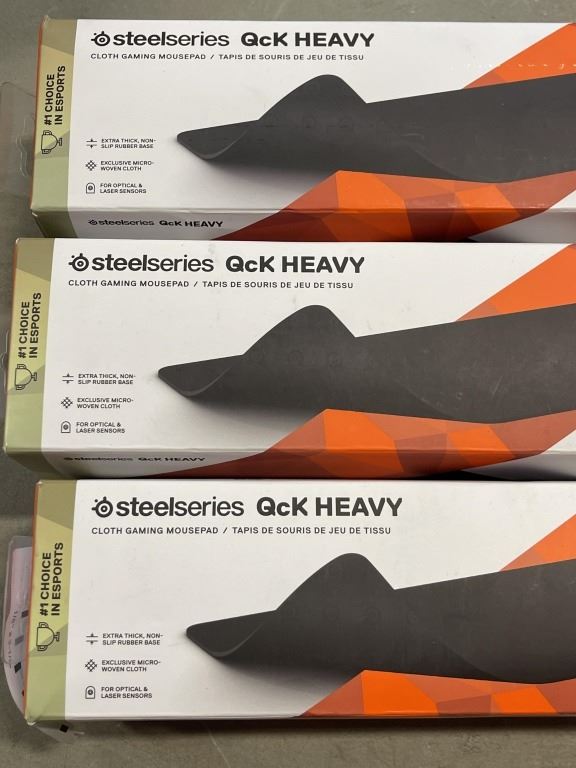 steelseries QcK HEAVY
CLOTH GAMING MOUSEPAD / TAPIS DE SOURIS DE JEU DE TISSU
#1 CHOICE
IN ESPORTS
EXTRA THICK, NON-
SLIP RUBBER BASE
EXCLUSIVE MICRO-
WOVEN CLOTH
FOR OPTICAL &
LASER SENSORS
steelseries QcK HEAVY
steelseries QcK HEAVY
CLOTH GAMING MOUSEPAD / TAPIS DE SOURIS DE JEU DE TISSU
#1 CHOICE
IN ESPORTS
EXTRA THICK, NON-
SLIP RUBBER BASE
EXCLUSIVE MICRO-
WOVEN CLOTH
FOR OPTICAL &
LASER SENSORS
steelseries QcK HEAVY
steelseries QcK HEAVY
CLOTH GAMING MOUSEPAD / TAPIS DE SOURIS DE JEU DE TISSU
#1 CHOICE
IN ESPORTS
EXTRA THICK, NON-
SLIP RUBBER BASE
EXCLUSIVE MICRO-
WOVEN CLOTH
FOR OPTICAL &
LASER SENSORS